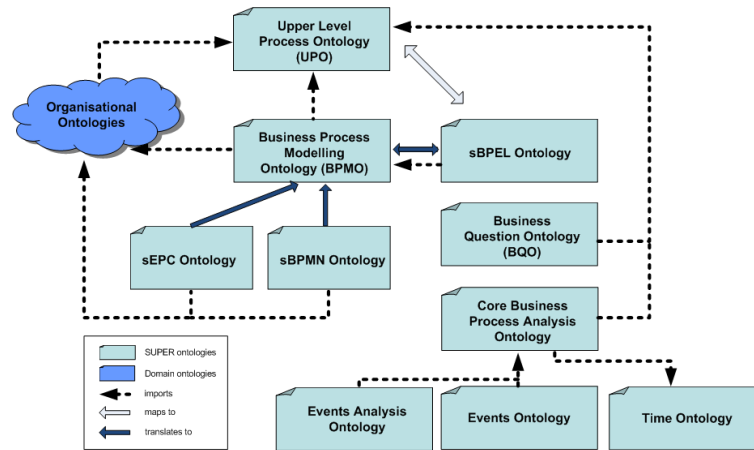 Upper Level
Process Ontology
(UPO)
Organisational
Ontologies
Business Process
Modelling
Ontology (BPMO)
sBPEL Ontology
Business
Question Ontology
(BQO)
sEPC Ontology
sBPMN Ontology
Core Business
Process Analysis
Ontology
SUPER ontologies
Domain ontologies
imports
maps to
translates to
Events Analysis
Ontology
Events Ontology
Time Ontology